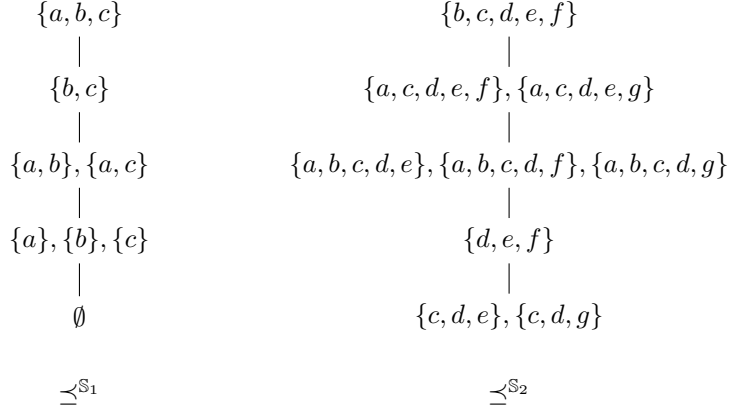 {a, b, c} {b, c, d, e, f}
{b, c} {a, c, d, e, f}, {a, c, d, e, g}
{a, b}, {a, c} {a, b, c, d, e}, {a, b, c, d, f}, {a, b, c, d, g}
{a}, {b}, {c} {d, e, f}
∅ {c, d, e}, {c, d, g}
⪯^𝕊₁ ⪯^𝕊₂